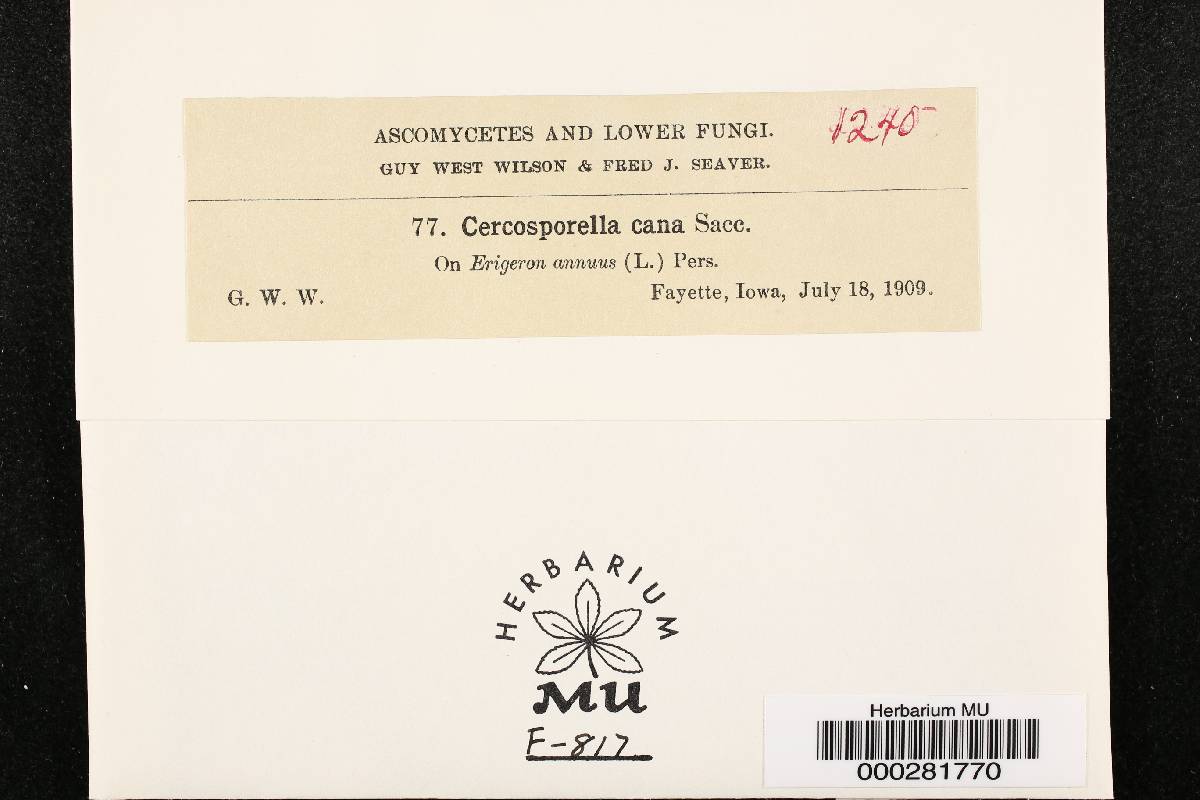 1240
ASCOMYCETES AND LOWER FUNGI.
GUY WEST WILSON & FRED J. SEAVER.
77. Cercosporella cana Sacc.
On Erigeron annuus (L.) Pers.
G. W. W. Fayette, Iowa, July 18, 1909.
HERBARIUM
MU
F-817
Herbarium MU
000281770